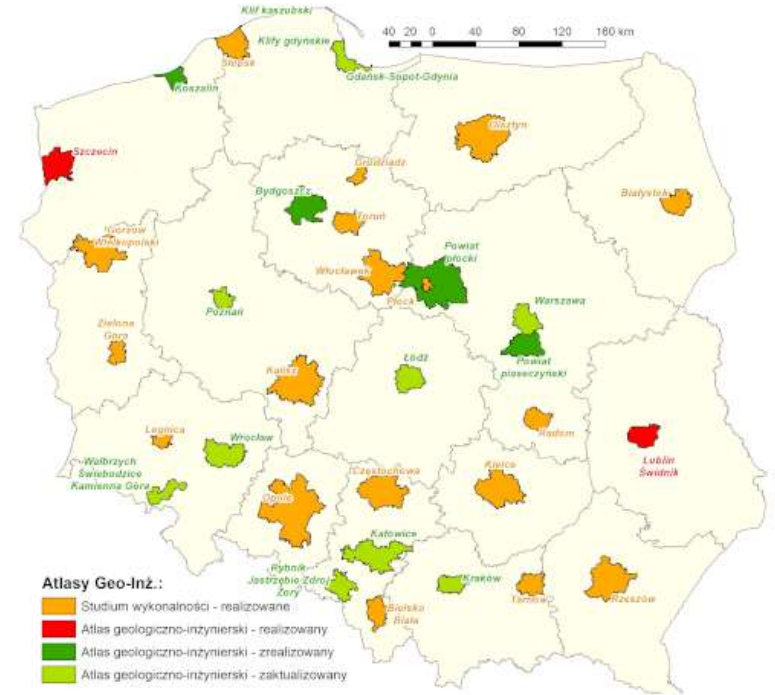 Klif kaszubski
40 20 0 40 80 120 160 km
Klify gdyńskie
Słupsk
Gdańsk-Sopot-Gdynia
Koszalin
Olsztyn
Szczecin
Grudziądz
Bydgoszcz
Białystok
Toruń
Gorzów
Wielkopolski
Powiat
płocki
Włocławek
Płock
Warszawa
Poznań
Zielona
Góra
Łódź
Powiat
piaseczyński
Kalisz
Radom
Legnica
Wrocław
Lublin
Świdnik
Wałbrzych
Świebodzice
Kamienna Góra
Częstochowa
Kielce
Opole
Katowice
Rybnik
Jastrzębie Zdrój
Żory
Kraków
Tarnów
Rzeszów
Bielsko
Biała
Atlasy Geo-Inż.:
Studium wykonalności - realizowane
Atlas geologiczno-inżynierski - realizowany
Atlas geologiczno-inżynierski - zrealizowany
Atlas geologiczno-inżynierski - zaktualizowany